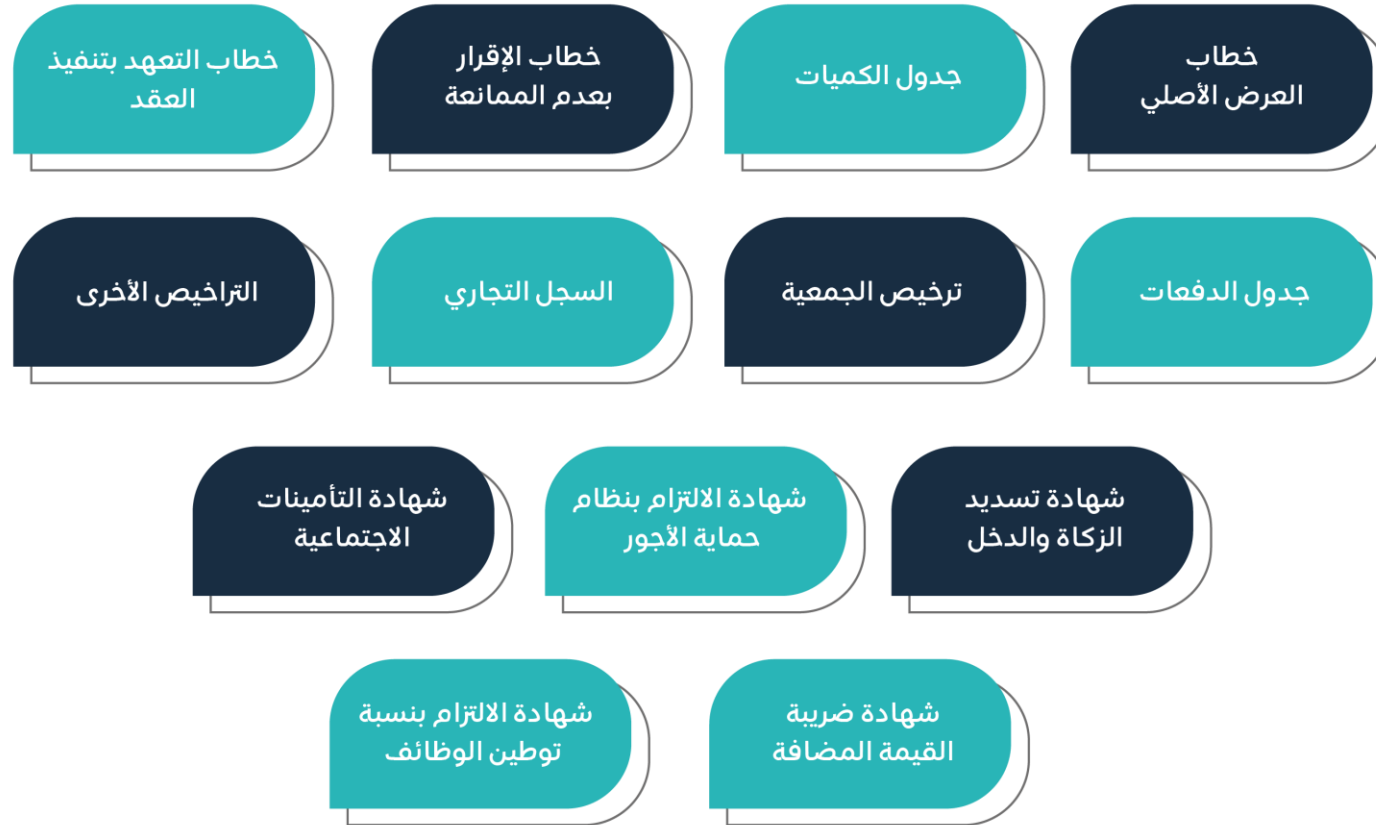 خطاب
العرض الأصلي
جدول الكميات
خطاب الإقرار
بعدم الممانعة
خطاب التعهد بتنفيذ
العقد
جدول الدفعات
ترخيص الجمعية
السجل التجاري
التراخيص الأخرى
شهادة تسديد
الزكاة والدخل
شهادة الالتزام بنظام
حماية الأجور
شهادة التأمينات
الاجتماعية
شهادة ضريبة
القيمة المضافة
شهادة الالتزام بنسبة
توطين الوظائف